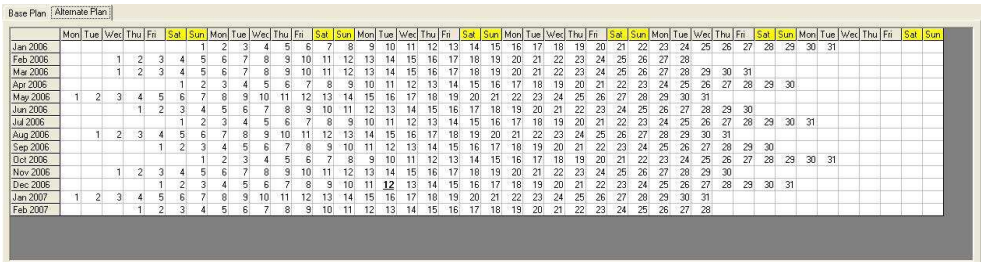 Base Plan Alternate Plan
Mon Tue Wed Thu Fri Sat Sun Mon Tue Wed Thu Fri Sat Sun Mon Tue Wed Thu Fri Sat Sun Mon Tue Wed Thu Fri Sat Sun Mon Tue Wed Thu Fri Sat Sun
Jan 2006 1 2 3 4 5 6 7 8 9 10 11 12 13 14 15 16 17 18 19 20 21 22 23 24 25 26 27 28 29 30 31
Feb 2006 1 2 3 4 5 6 7 8 9 10 11 12 13 14 15 16 17 18 19 20 21 22 23 24 25 26 27 28
Mar 2006 1 2 3 4 5 6 7 8 9 10 11 12 13 14 15 16 17 18 19 20 21 22 23 24 25 26 27 28 29 30 31
Apr 2006 1 2 3 4 5 6 7 8 9 10 11 12 13 14 15 16 17 18 19 20 21 22 23 24 25 26 27 28 29 30
May 2006 1 2 3 4 5 6 7 8 9 10 11 12 13 14 15 16 17 18 19 20 21 22 23 24 25 26 27 28 29 30 31
Jun 2006 1 2 3 4 5 6 7 8 9 10 11 12 13 14 15 16 17 18 19 20 21 22 23 24 25 26 27 28 29 30
Jul 2006 1 2 3 4 5 6 7 8 9 10 11 12 13 14 15 16 17 18 19 20 21 22 23 24 25 26 27 28 29 30 31
Aug 2006 1 2 3 4 5 6 7 8 9 10 11 12 13 14 15 16 17 18 19 20 21 22 23 24 25 26 27 28 29 30 31
Sep 2006 1 2 3 4 5 6 7 8 9 10 11 12 13 14 15 16 17 18 19 20 21 22 23 24 25 26 27 28 29 30
Oct 2006 1 2 3 4 5 6 7 8 9 10 11 12 13 14 15 16 17 18 19 20 21 22 23 24 25 26 27 28 29 30 31
Nov 2006 1 2 3 4 5 6 7 8 9 10 11 12 13 14 15 16 17 18 19 20 21 22 23 24 25 26 27 28 29 30
Dec 2006 1 2 3 4 5 6 7 8 9 10 11 12 13 14 15 16 17 18 19 20 21 22 23 24 25 26 27 28 29 30 31
Jan 2007 1 2 3 4 5 6 7 8 9 10 11 12 13 14 15 16 17 18 19 20 21 22 23 24 25 26 27 28 29 30 31
Feb 2007 1 2 3 4 5 6 7 8 9 10 11 12 13 14 15 16 17 18 19 20 21 22 23 24 25 26 27 28